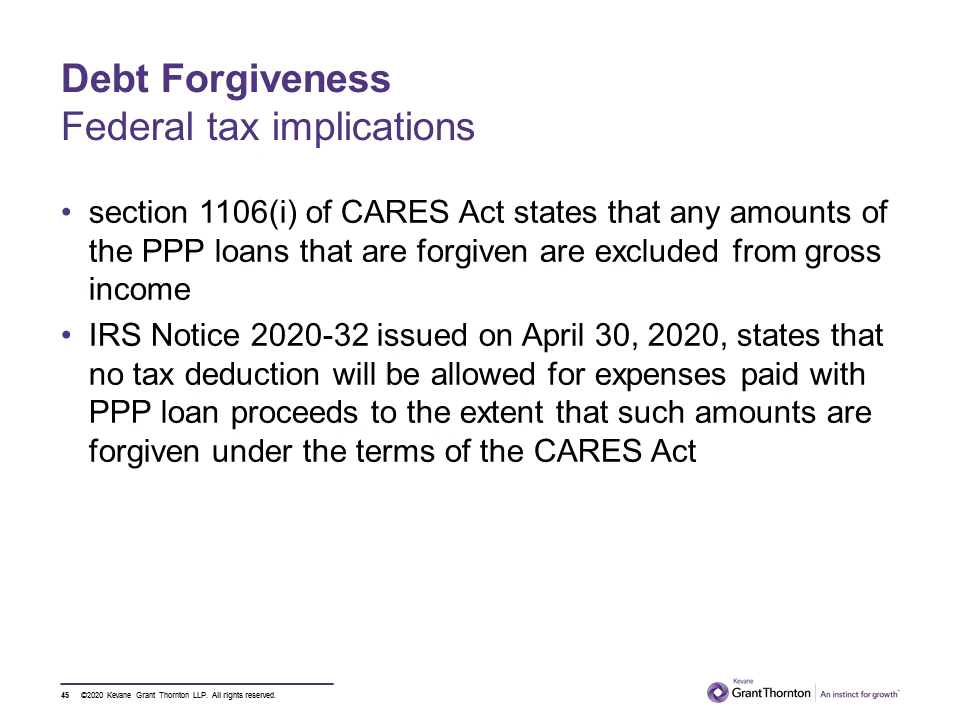 Debt Forgiveness
Federal tax implications
• section 1106(i) of CARES Act states that any amounts of
the PPP loans that are forgiven are excluded from gross
income
• IRS Notice 2020-32 issued on April 30, 2020, states that
no tax deduction will be allowed for expenses paid with
PPP loan proceeds to the extent that such amounts are
forgiven under the terms of the CARES Act
45 ©2020 Kevane Grant Thornton LLP. All rights reserved.
Kevane
GrantThornton
An instinct for growth™